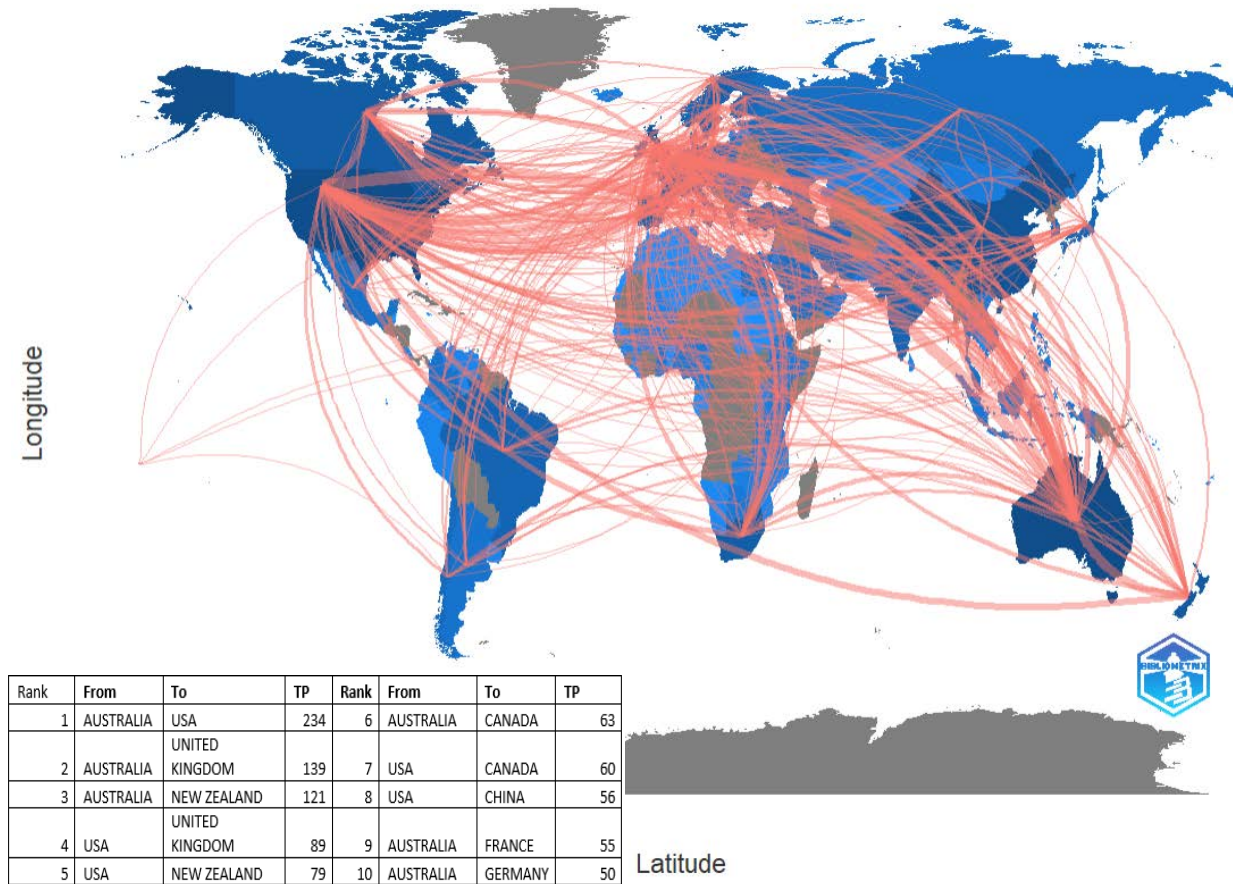 Longitude
BIBLIOMETRIX
Rank From To TP Rank From To TP
1 AUSTRALIA USA 234 6 AUSTRALIA CANADA 63
2 AUSTRALIA UNITED KINGDOM 139 7 USA CANADA 60
3 AUSTRALIA NEW ZEALAND 121 8 USA CHINA 56
4 USA UNITED KINGDOM 89 9 AUSTRALIA FRANCE 55
5 USA NEW ZEALAND 79 10 AUSTRALIA GERMANY 50
Latitude